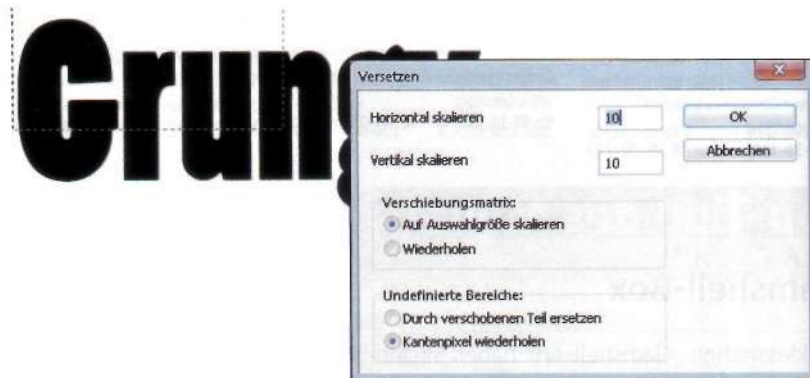 Grungy
Versetzen
Horizontal skalieren 10 OK
Vertikal skalieren 10 Abbrechen
Verschiebungsmatrix:
Auf Auswahlgröße skalieren
Wiederholen
Undefinierte Bereiche:
Durch verschobenen Teil ersetzen
Kantenpixel wiederholen